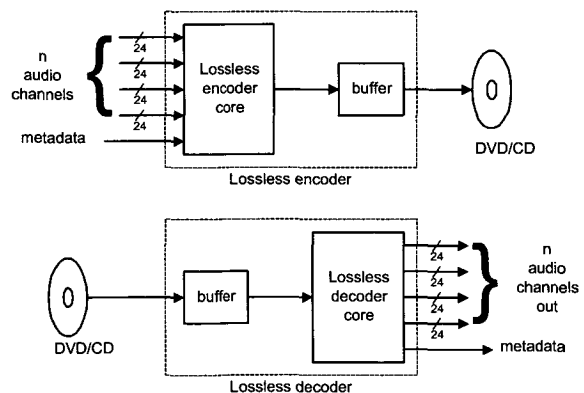 n
audio
channels
metadata
24
24
24
24
Lossless
encoder
core
buffer
DVD/CD
Lossless encoder
DVD/CD
buffer
Lossless
decoder
core
24
24
24
24
n
audio
channels
out
metadata
Lossless decoder